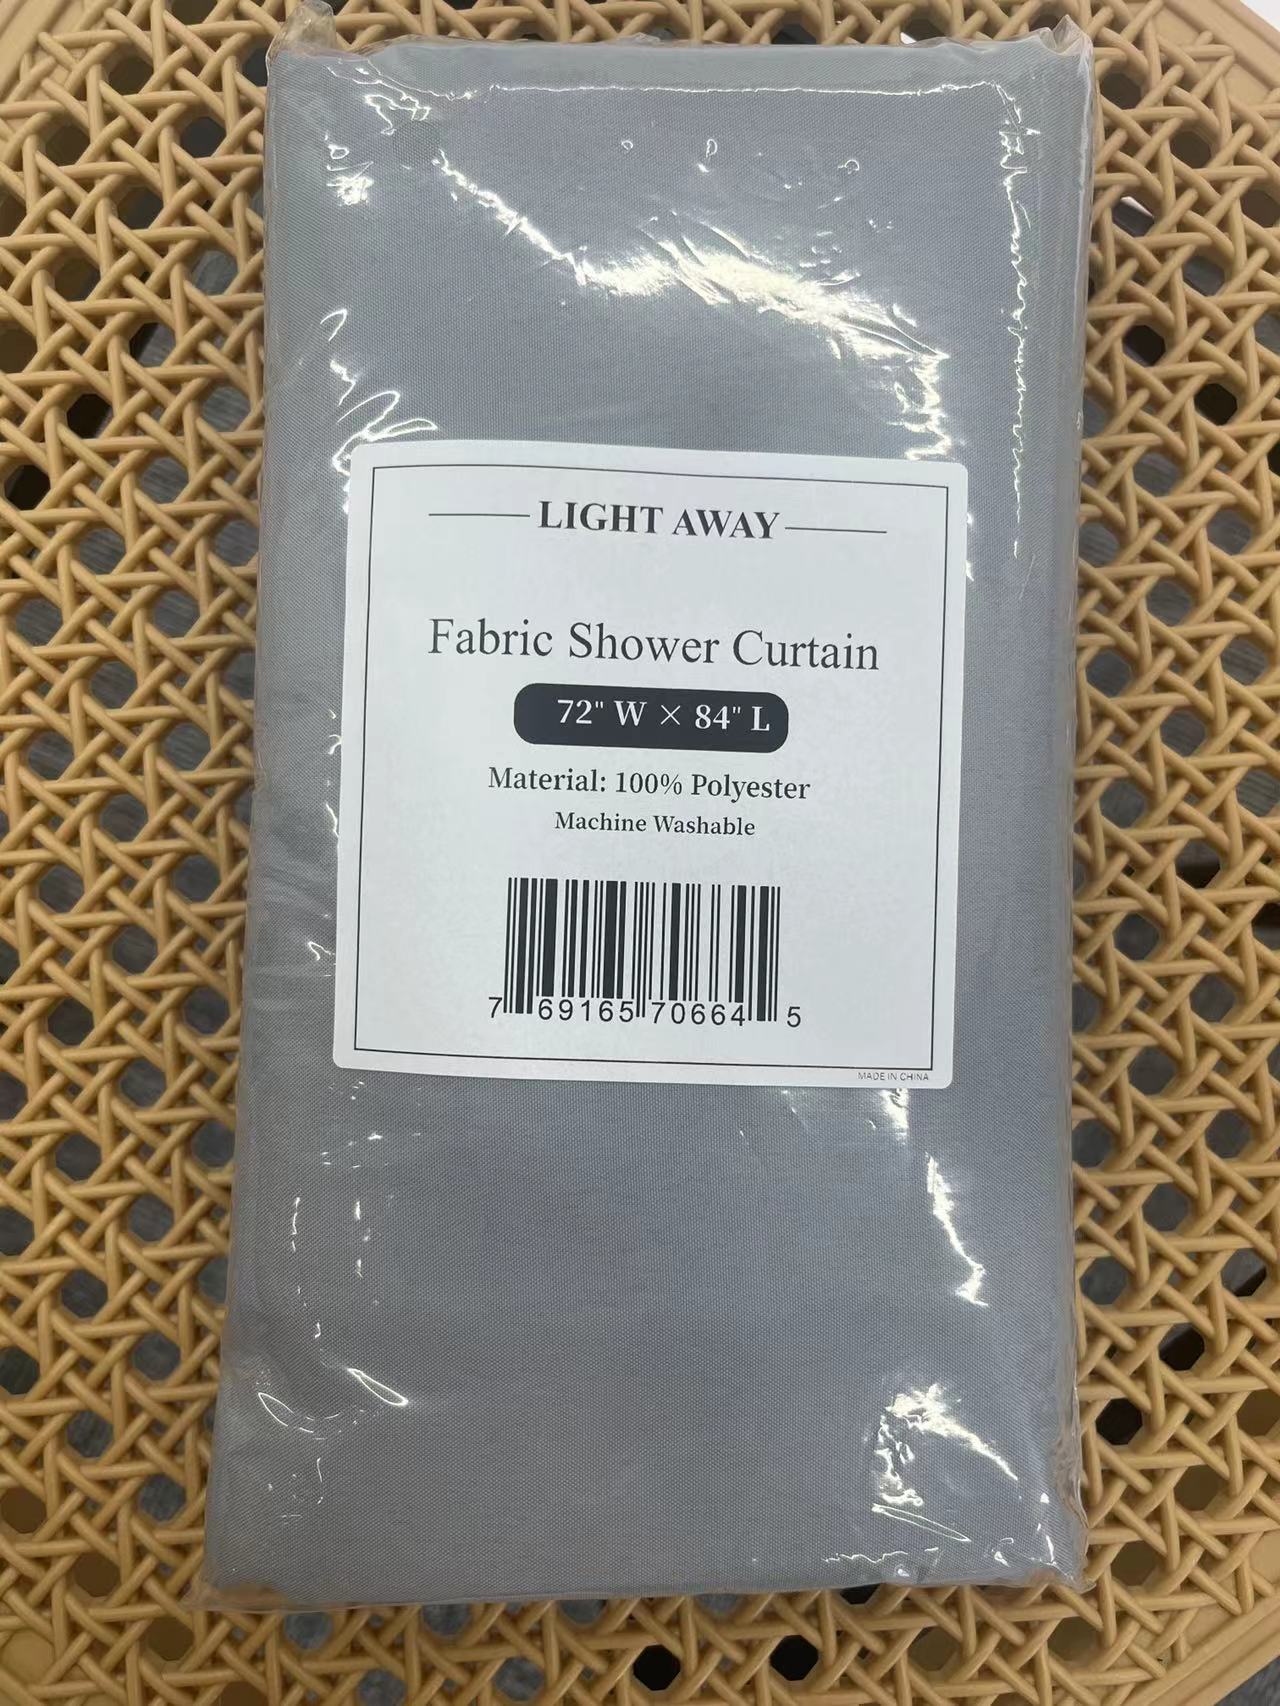 LIGHT AWAY
Fabric Shower Curtain
72" W × 84" L
Material: 100% Polyester
Machine Washable
7 69165 70664 5
MADE IN CHINA